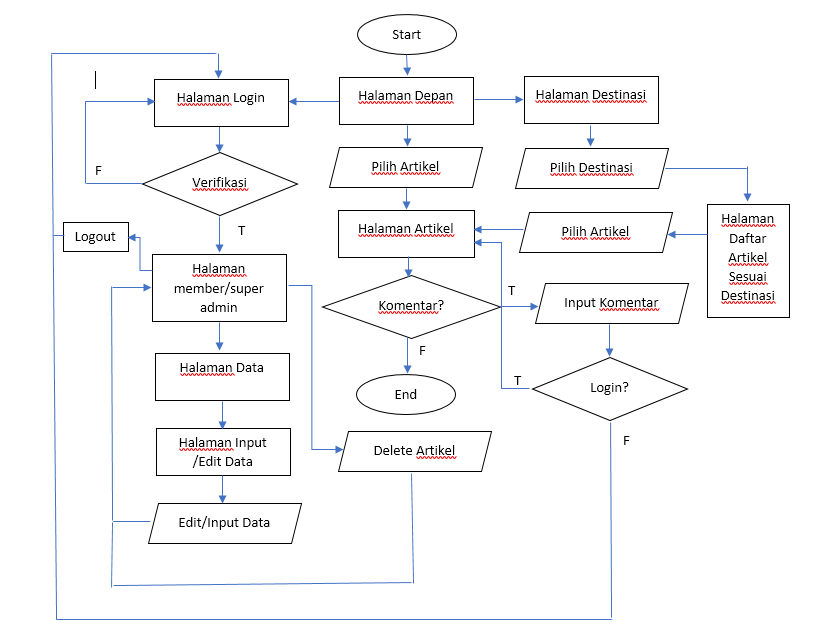 Start
Halaman Login
Halaman Depan
Halaman Destinasi
F
Verifikasi
Pilih Artikel
Pilih Destinasi
T
Logout
Halaman Artikel
Pilih Artikel
Halaman
Daftar
Artikel
Sesuai
Destinasi
Halaman
member/super
admin
Komentar?
T
Input Komentar
F
Halaman Data
End
T
Login?
F
Halaman Input
/Edit Data
Delete Artikel
Edit/Input Data